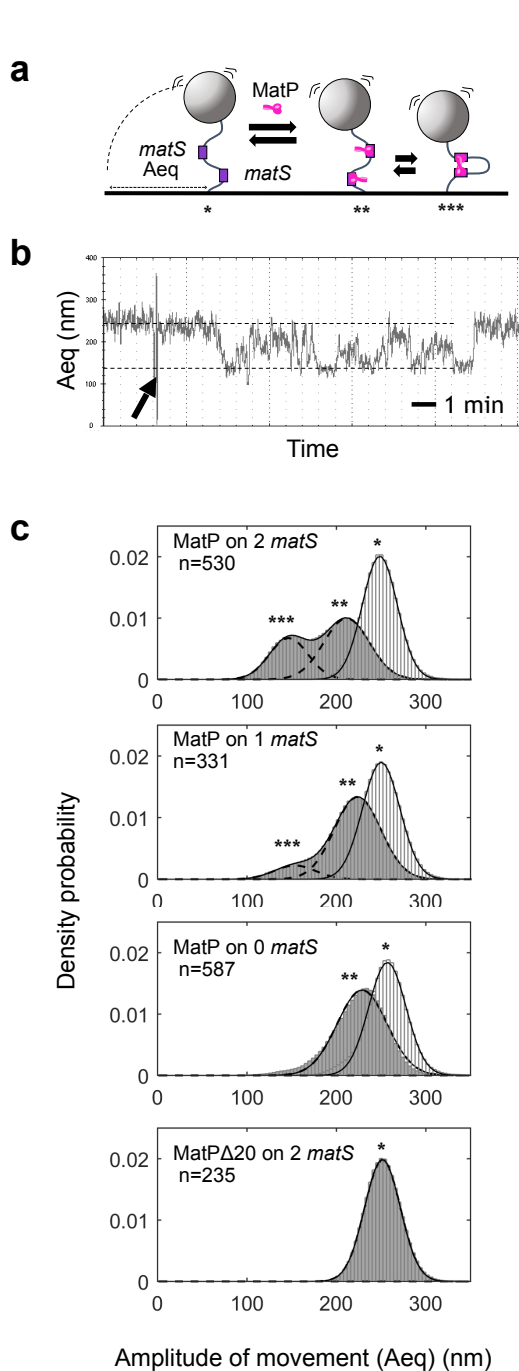 a
MatP
matS
Aeq
matS
*
**
***
b
Aeq (nm)
400
300
200
100
0
1 min
Time
c
Density probability
MatP on 2 matS
n=530
*
**
***
0.02
0.01
0
0 100 200 300
MatP on 1 matS
n=331
*
**
***
0.02
0.01
0
0 100 200 300
MatP on 0 matS
n=587
*
**
0.02
0.01
0
0 100 200 300
MatPΔ20 on 2 matS
n=235
*
0.02
0.01
0
0 100 200 300
Amplitude of movement (Aeq) (nm)